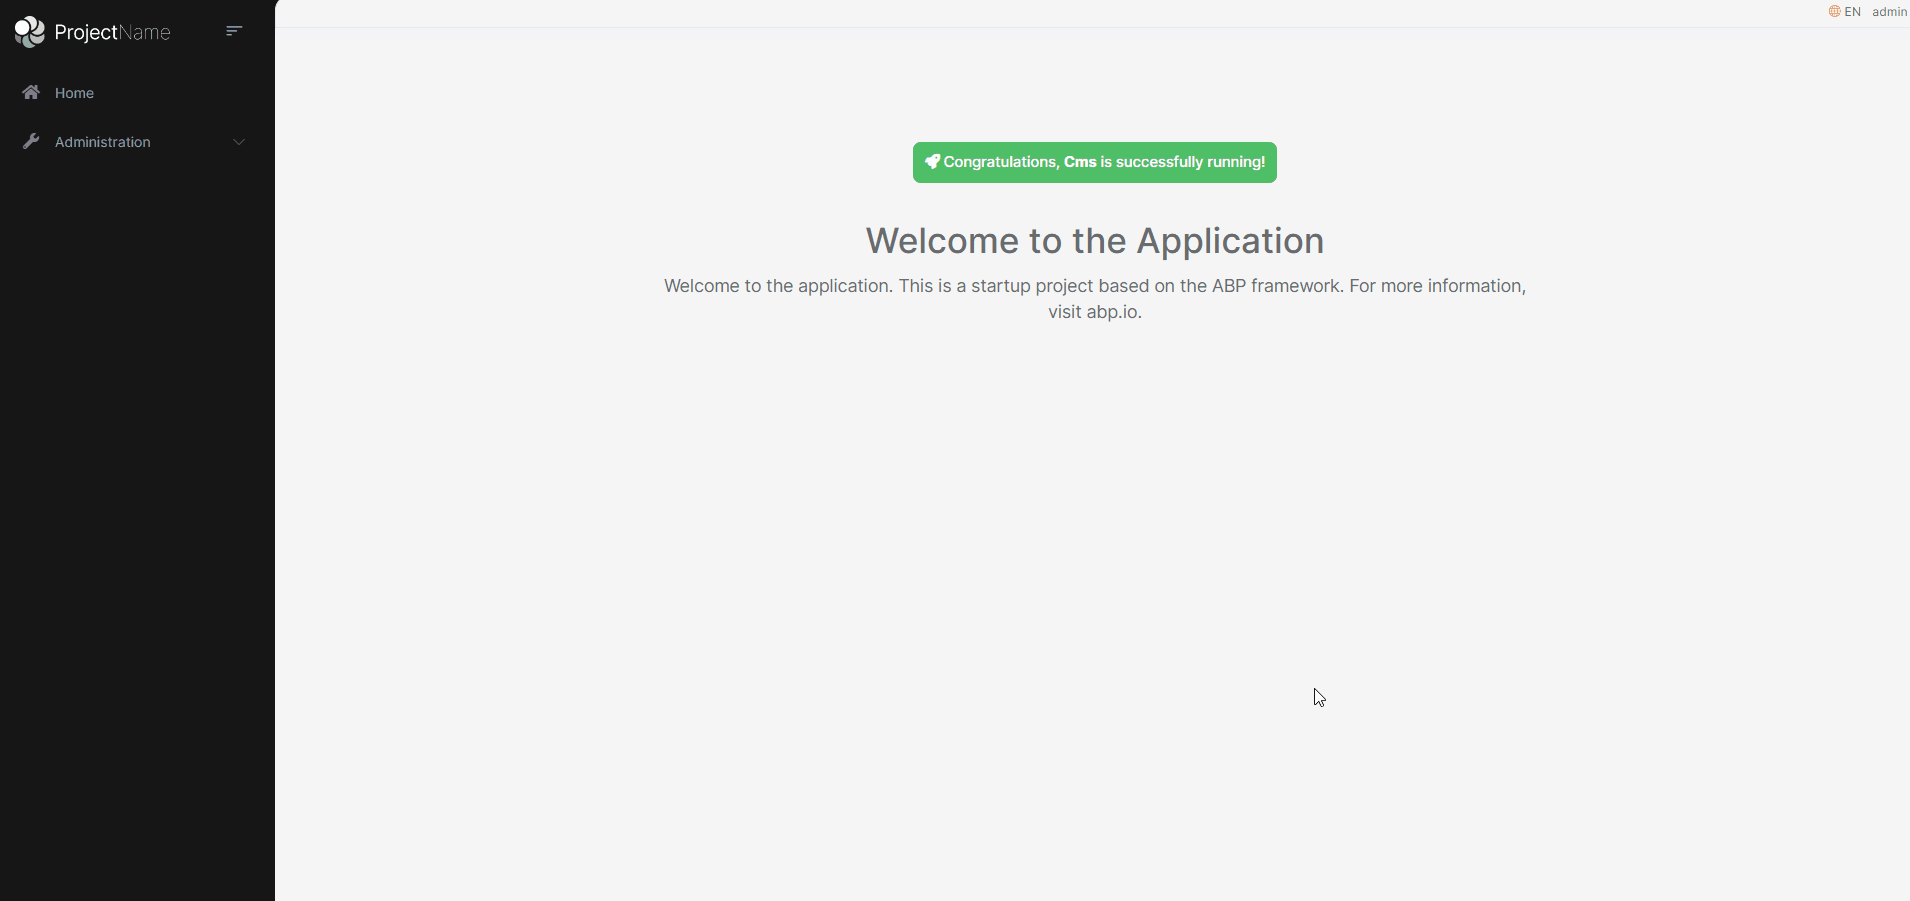 ProjectName
EN admin
Home
Administration
Congratulations, Cms is successfully running!
Welcome to the Application
Welcome to the application. This is a startup project based on the ABP framework. For more information,
visit abp.io.